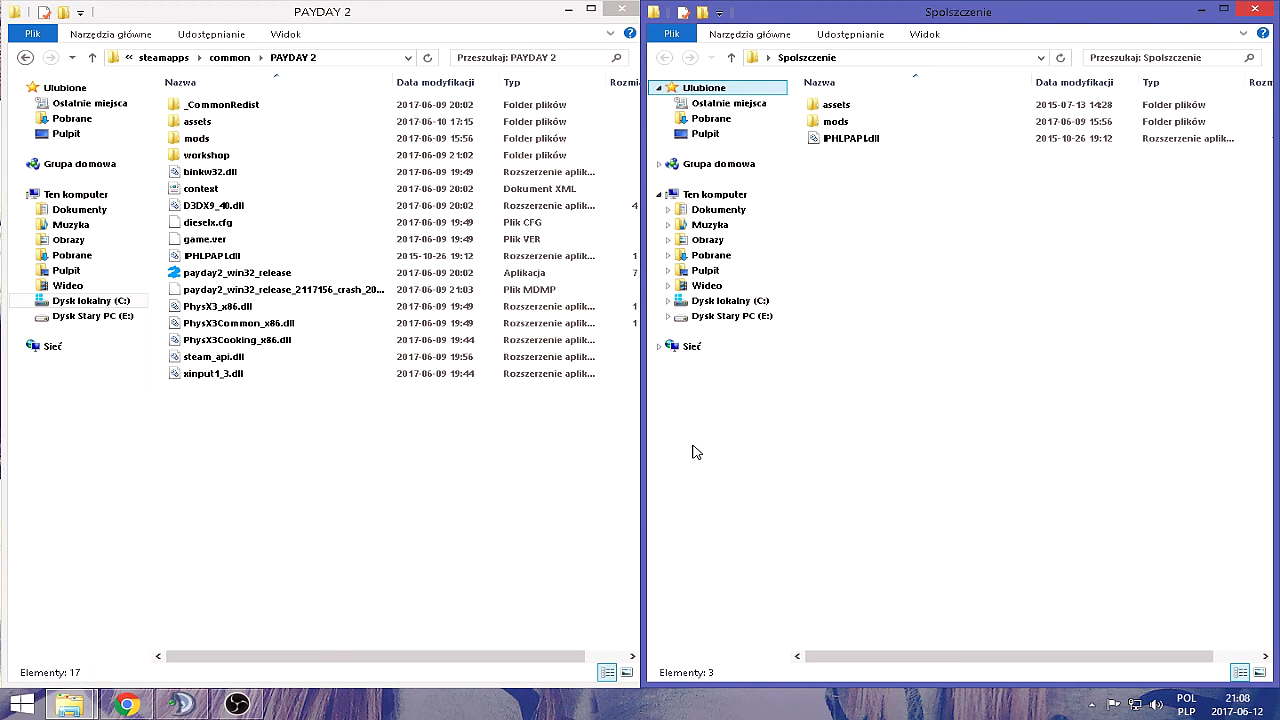 PAYDAY 2
Plik Narzędzia główne Udostępnianie Widok
« steamapps common PAYDAY 2 Przeszukaj: PAYDAY 2
Ulubione
Ostatnie miejsca
Pobrane
Pulpit
Grupa domowa
Ten komputer
Dokumenty
Muzyka
Obrazy
Pobrane
Pulpit
Wideo
Dysk lokalny (C:)
Dysk Stary PC (E:)
Sieć
Nazwa Data modyfikacji Typ Rozmia
_CommonRedist 2017-06-09 20:02 Folder plików
assets 2017-06-10 17:15 Folder plików
mods 2017-06-09 15:56 Folder plików
workshop 2017-06-09 21:02 Folder plików
binkw32.dll 2017-06-09 19:49 Rozszerzenie aplik...
context 2017-06-09 20:02 Dokument XML
D3DX9_40.dll 2017-06-09 20:02 Rozszerzenie aplik... 4
dieselx.cfg 2017-06-09 19:49 Plik CFG
game.ver 2017-06-09 19:49 Plik VER
IPHLPAPI.dll 2015-10-26 19:12 Rozszerzenie aplik... 1
payday2_win32_release 2017-06-09 20:02 Aplikacja 7
payday2_win32_release_2117156_crash_20... 2017-06-09 21:03 Plik MDMP
PhysX3_x86.dll 2017-06-09 19:49 Rozszerzenie aplik... 1
PhysX3Common_x86.dll 2017-06-09 19:49 Rozszerzenie aplik... 1
PhysX3Cooking_x86.dll 2017-06-09 19:44 Rozszerzenie aplik...
steam_api.dll 2017-06-09 19:56 Rozszerzenie aplik...
xinput1_3.dll 2017-06-09 19:44 Rozszerzenie aplik...
Elementy: 17
Spolszczenie
Plik Narzędzia główne Udostępnianie Widok
Spolszczenie Przeszukaj: Spolszczenie
Ulubione
Ostatnie miejsca
Pobrane
Pulpit
Grupa domowa
Ten komputer
Dokumenty
Muzyka
Obrazy
Pobrane
Pulpit
Wideo
Dysk lokalny (C:)
Dysk Stary PC (E:)
Sieć
Nazwa Data modyfikacji Typ Rozm
assets 2015-07-13 14:28 Folder plików
mods 2017-06-09 15:56 Folder plików
IPHLPAPI.dll 2015-10-26 19:12 Rozszerzenie aplik...
Elementy: 3
POL 21:08
PLP 2017-06-12